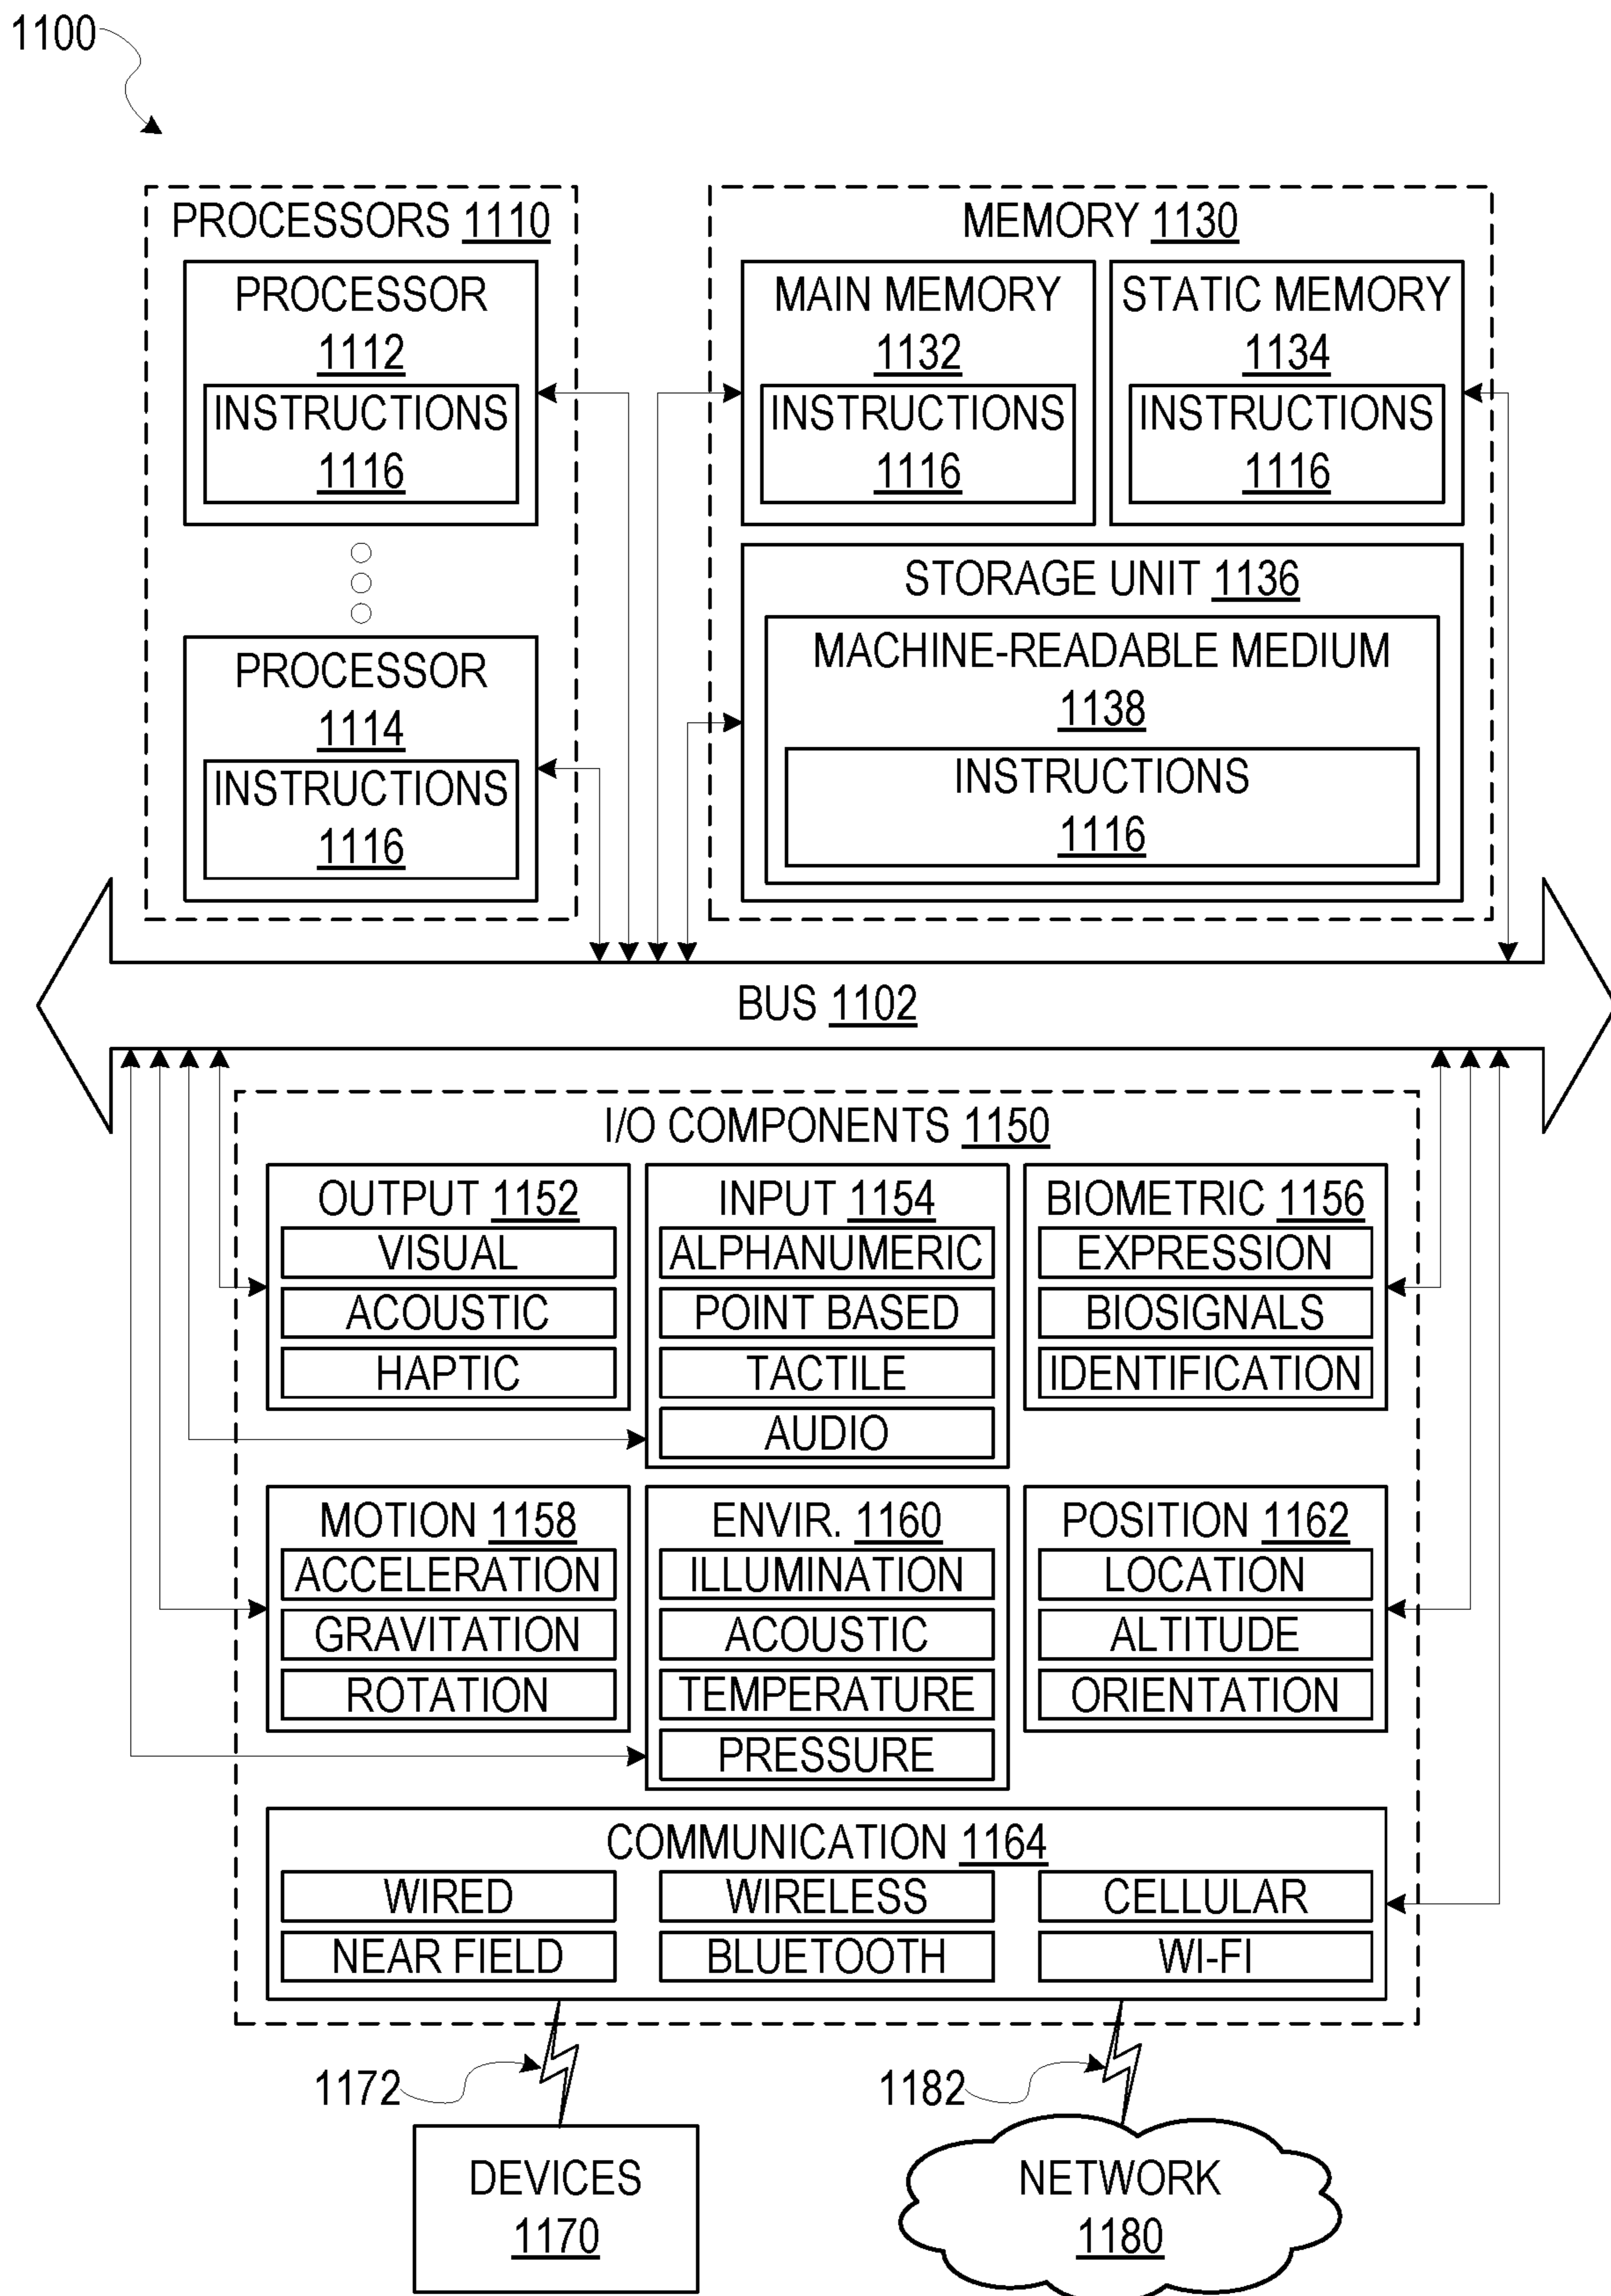 1100
PROCESSORS 1110
PROCESSOR
1112
INSTRUCTIONS
1116
PROCESSOR
1114
INSTRUCTIONS
1116
MEMORY 1130
MAIN MEMORY
1132
INSTRUCTIONS
1116
STATIC MEMORY
1134
INSTRUCTIONS
1116
STORAGE UNIT 1136
MACHINE-READABLE MEDIUM
1138
INSTRUCTIONS
1116
BUS 1102
I/O COMPONENTS 1150
OUTPUT 1152
VISUAL
ACOUSTIC
HAPTIC
INPUT 1154
ALPHANUMERIC
POINT BASED
TACTILE
AUDIO
BIOMETRIC 1156
EXPRESSION
BIOSIGNALS
IDENTIFICATION
MOTION 1158
ACCELERATION
GRAVITATION
ROTATION
ENVIR. 1160
ILLUMINATION
ACOUSTIC
TEMPERATURE
PRESSURE
POSITION 1162
LOCATION
ALTITUDE
ORIENTATION
COMMUNICATION 1164
WIRED
WIRELESS
CELLULAR
NEAR FIELD
BLUETOOTH
WI-FI
1172
1182
DEVICES
1170
NETWORK
1180